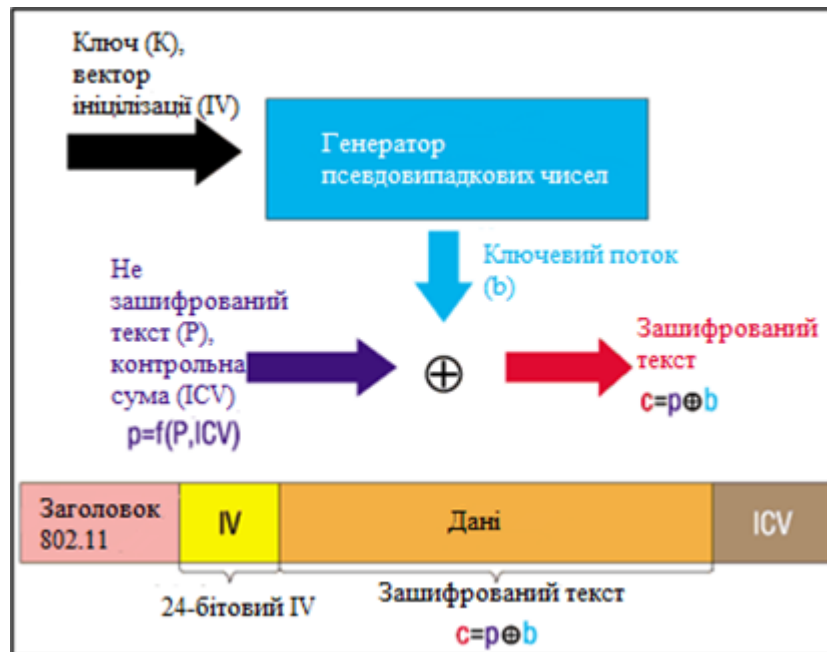 Ключ (K),
вектор
ініцілізації (IV)
Генератор
псевдовипадкових чисел
Ключевий поток
(b)
Не
зашифрований
текст (P),
контрольна
сума (ICV)
p=f(P,ICV)
Зашифрований
текст
c=p⊕b
Заголовок
802.11
IV
Дані
ICV
24-бітовий IV
Зашифрований текст
c=p⊕b